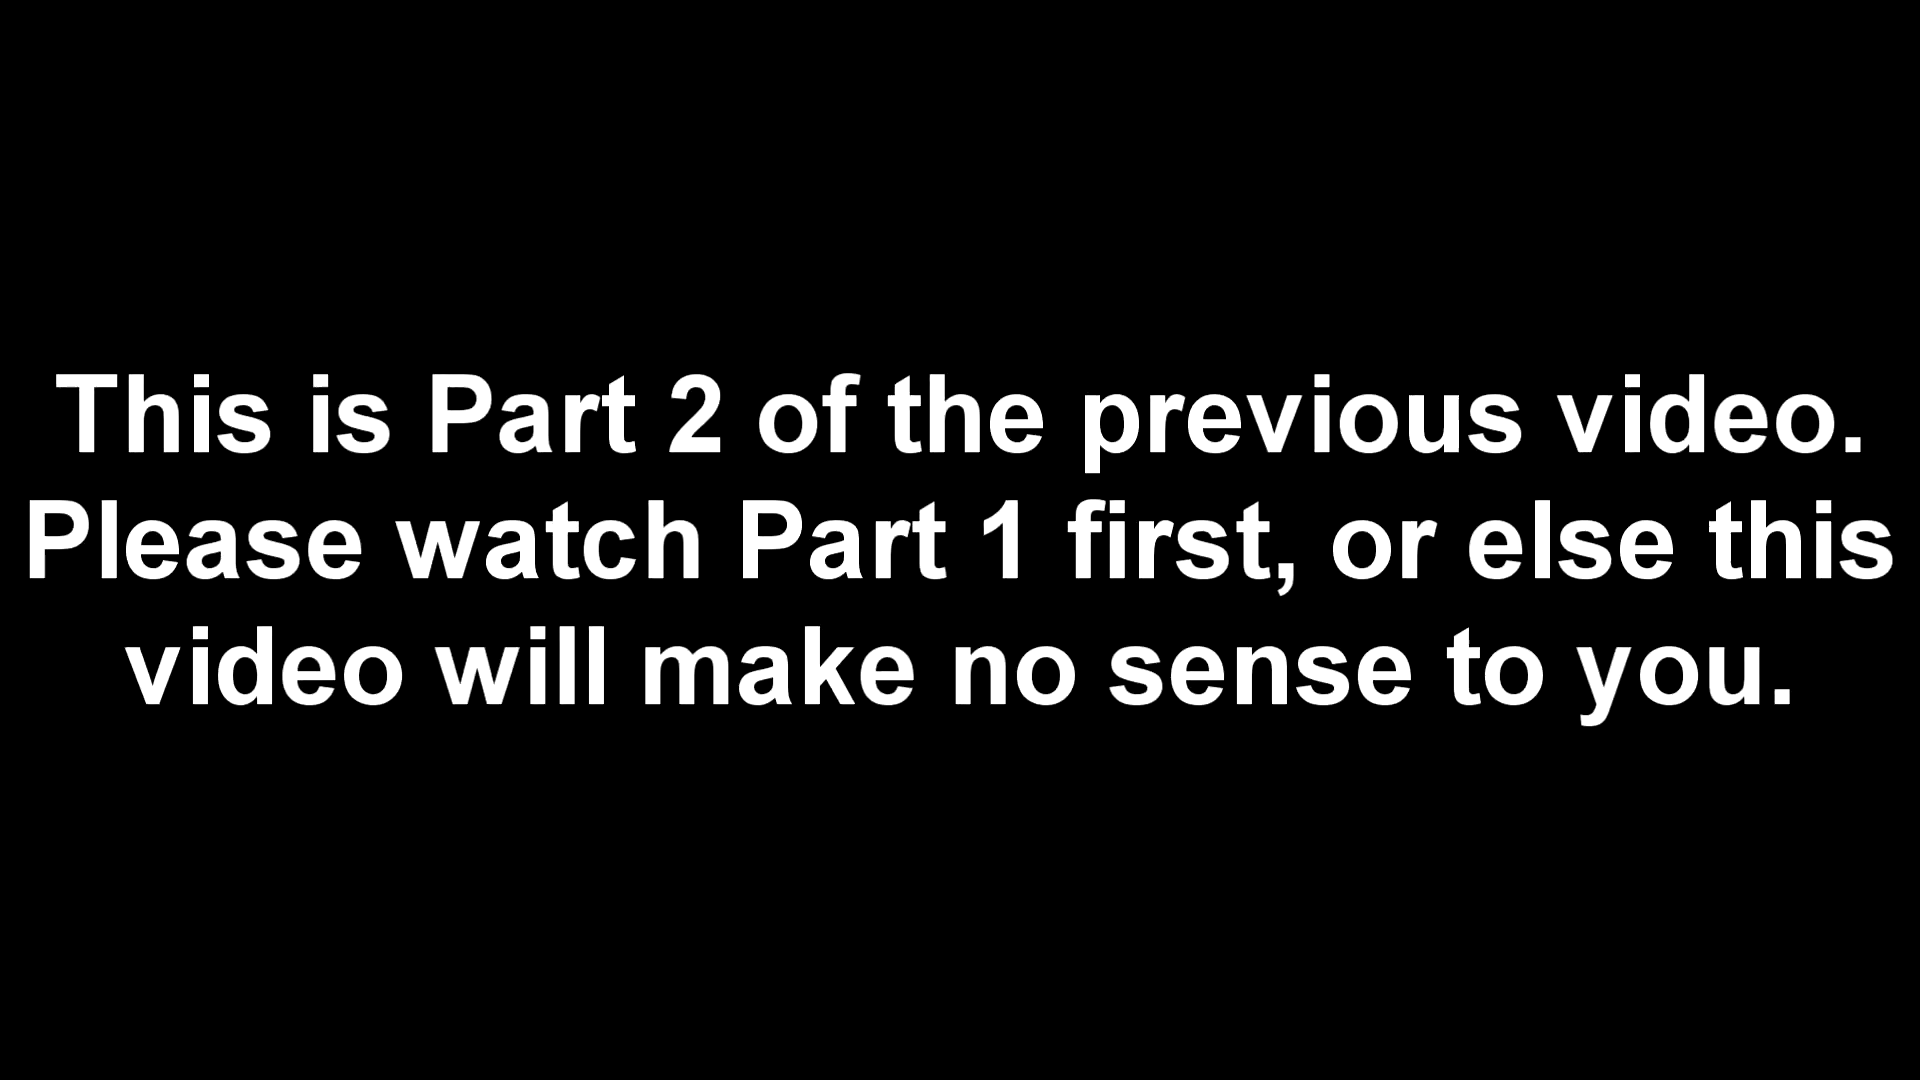 This is Part 2 of the previous video.
Please watch Part 1 first, or else this
video will make no sense to you.